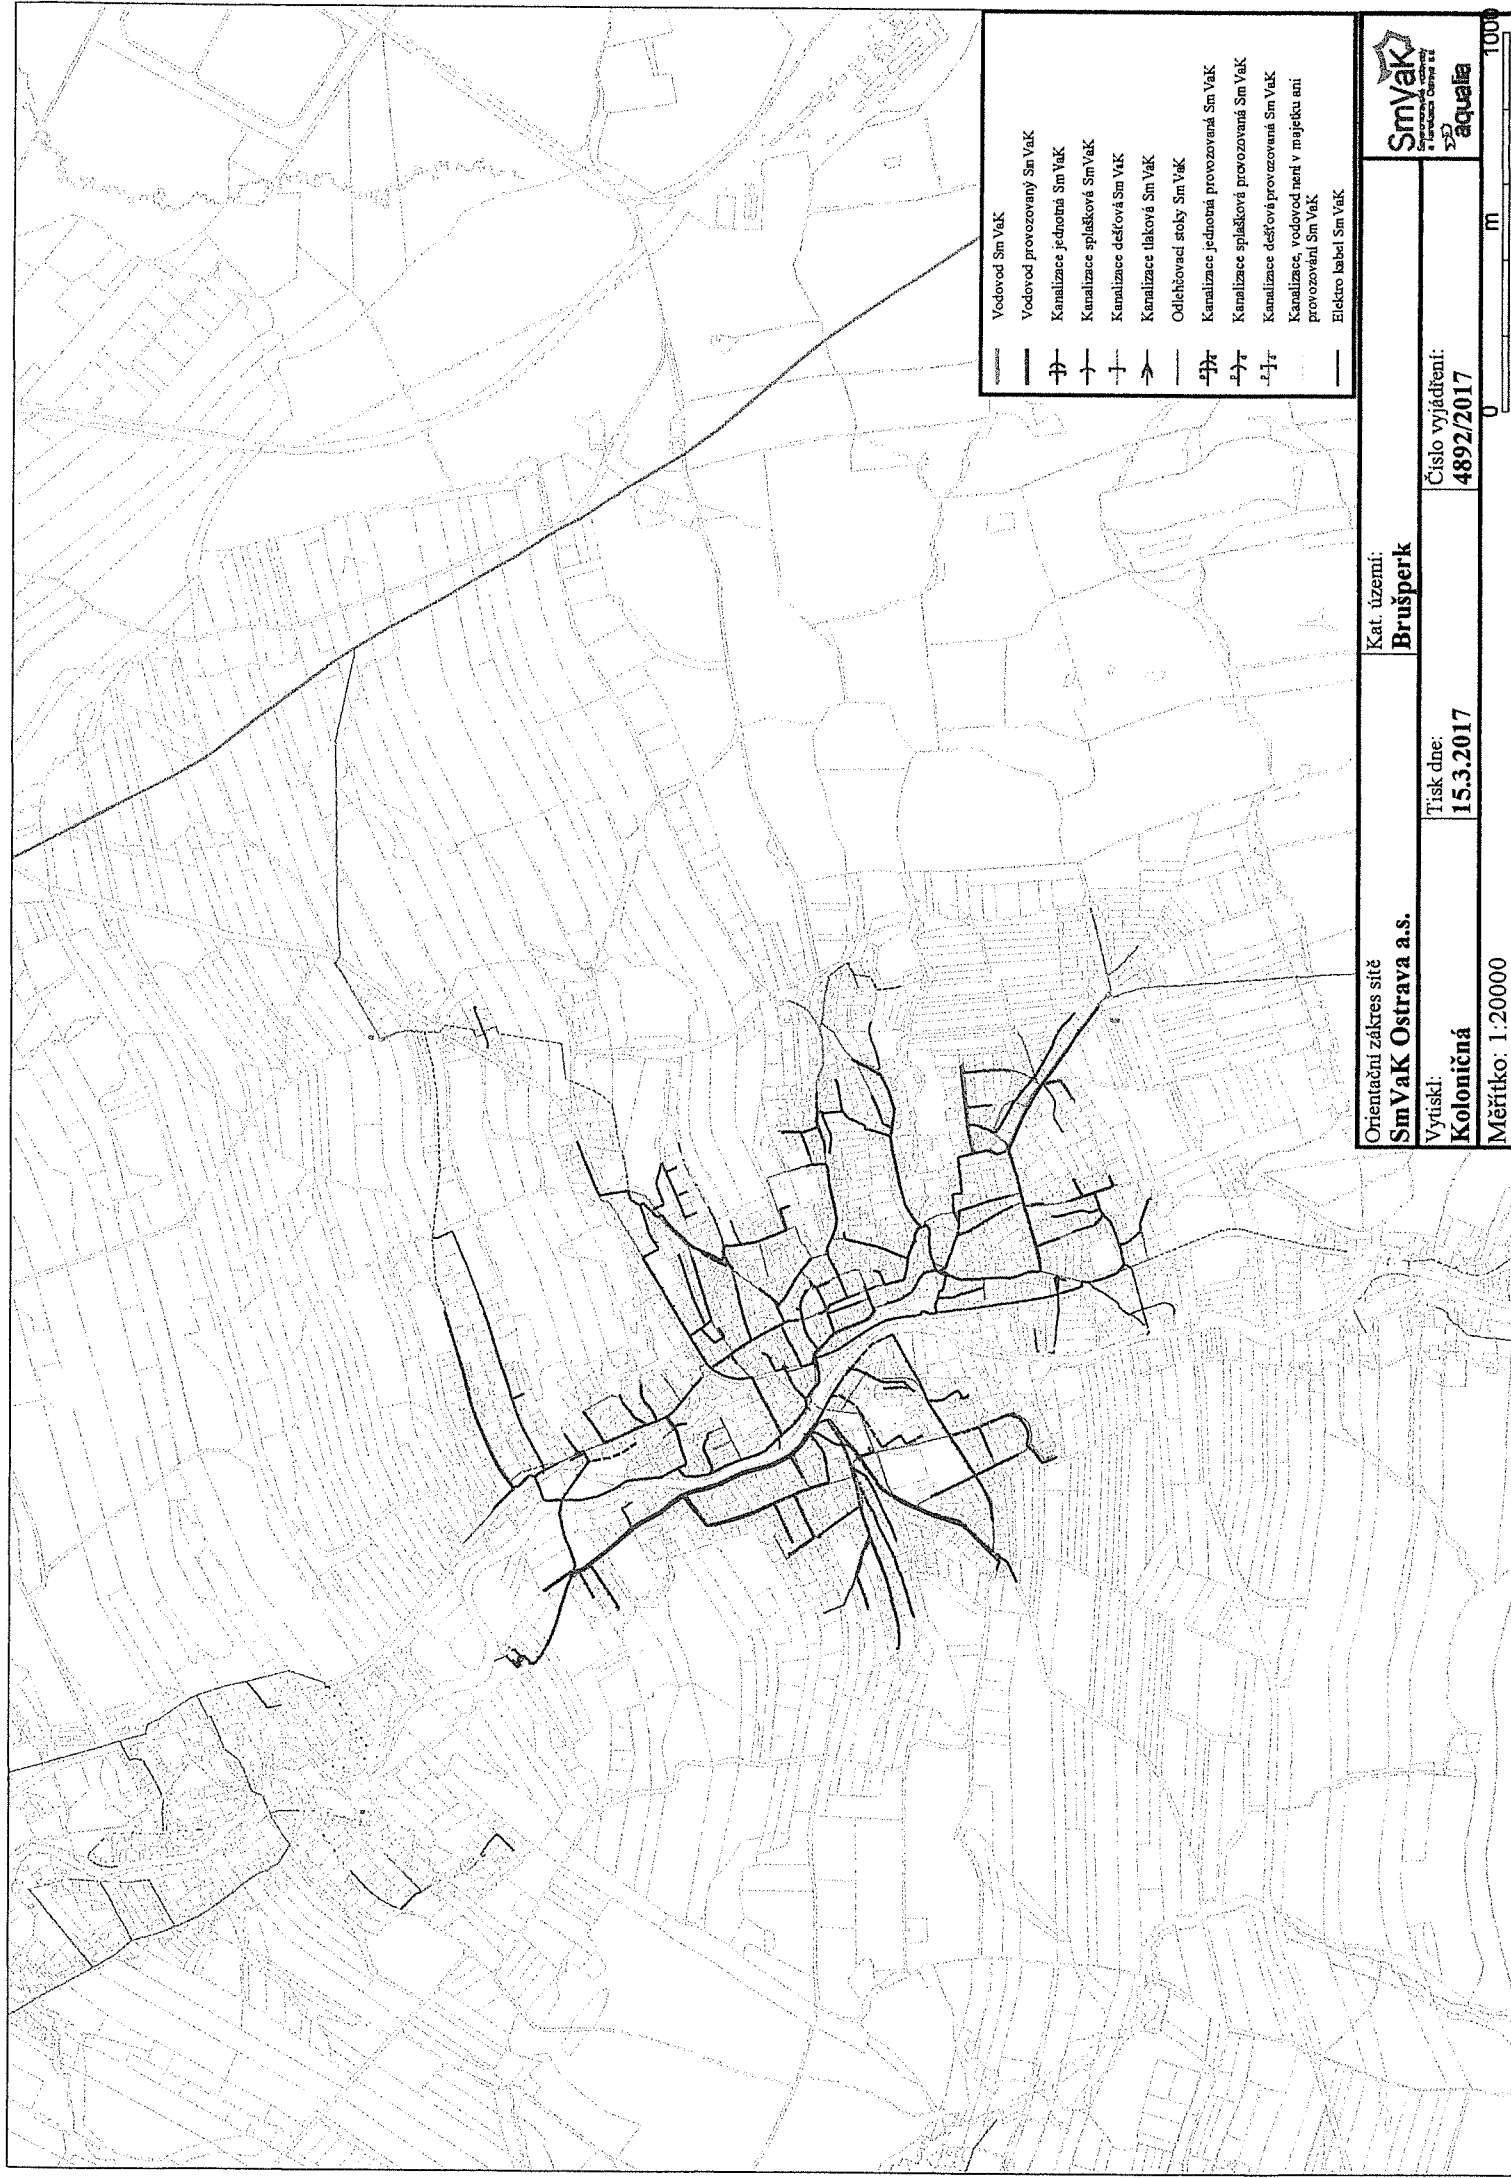 Vodovod SmVaK
Vodovod provozovaný SmVaK
Kanalizace jednotná SmVaK
Kanalizace splašková SmVaK
Kanalizace dešťová SmVaK
Kanalizace tlaková SmVaK
Odlehčovací stoky SmVaK
Kanalizace jednotná provozovaná SmVaK
Kanalizace splašková provozovaná SmVaK
Kanalizace dešťová provozovaná SmVaK
Kanalizace, vodovod není v majetku ani
provozování SmVaK
Elektro kabel SmVaK
Orientační zákres sítě
SmVaK Ostrava a.s.
Kat. území:
Brušperk
SmVaK
aqualia
Vytiskl:
Koloničná
Tisk dne:
15.3.2017
Číslo vyjádření:
4892/2017
Měřítko: 1:20000
0 m 1000